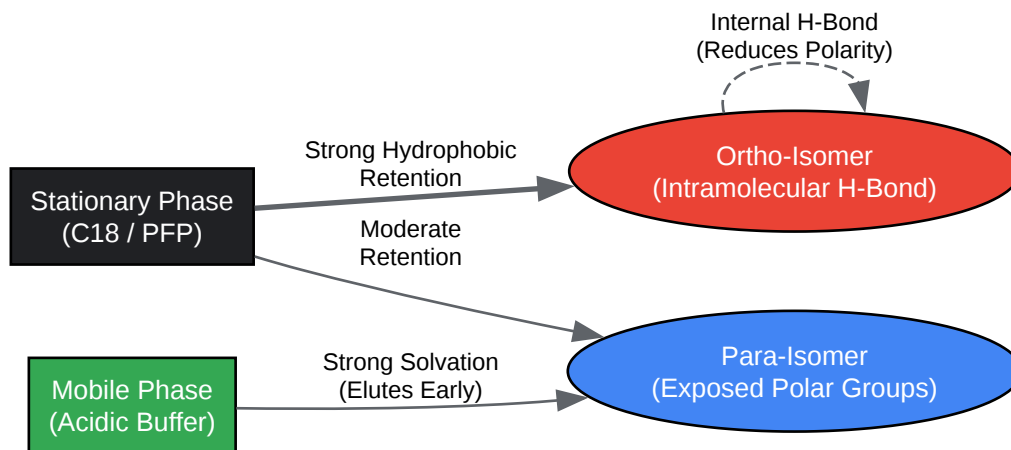 Internal H-Bond
(Reduces Polarity)
Strong Hydrophobic
Retention
Ortho-Isomer
(Intramolecular H-Bond)
Stationary Phase
(C18 / PFP)
Moderate
Retention
Strong Solvation
(Elutes Early)
Para-Isomer
(Exposed Polar Groups)
Mobile Phase
(Acidic Buffer)